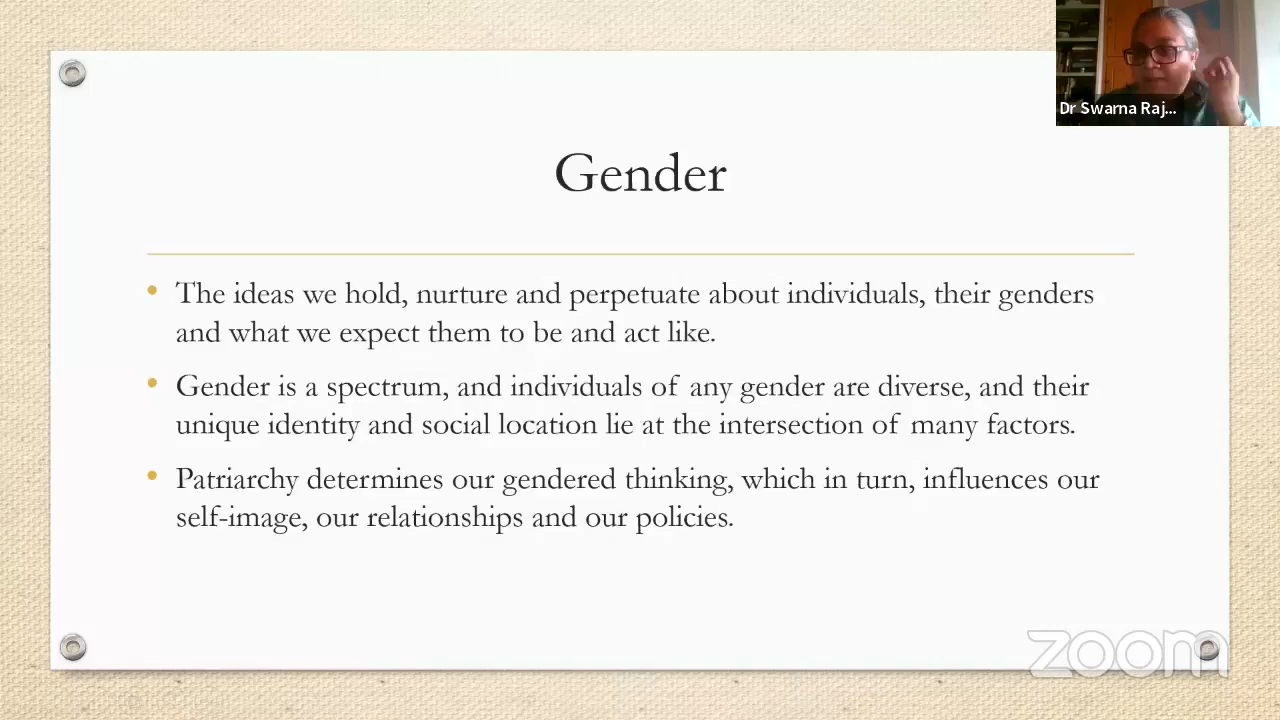 Dr Swarna Raj...
Gender
The ideas we hold, nurture and perpetuate about individuals, their genders
and what we expect them to be and act like.
Gender is a spectrum, and individuals of any gender are diverse, and their
unique identity and social location lie at the intersection of many factors.
Patriarchy determines our gendered thinking, which in turn, influences our
self-image, our relationships and our policies.
zoom